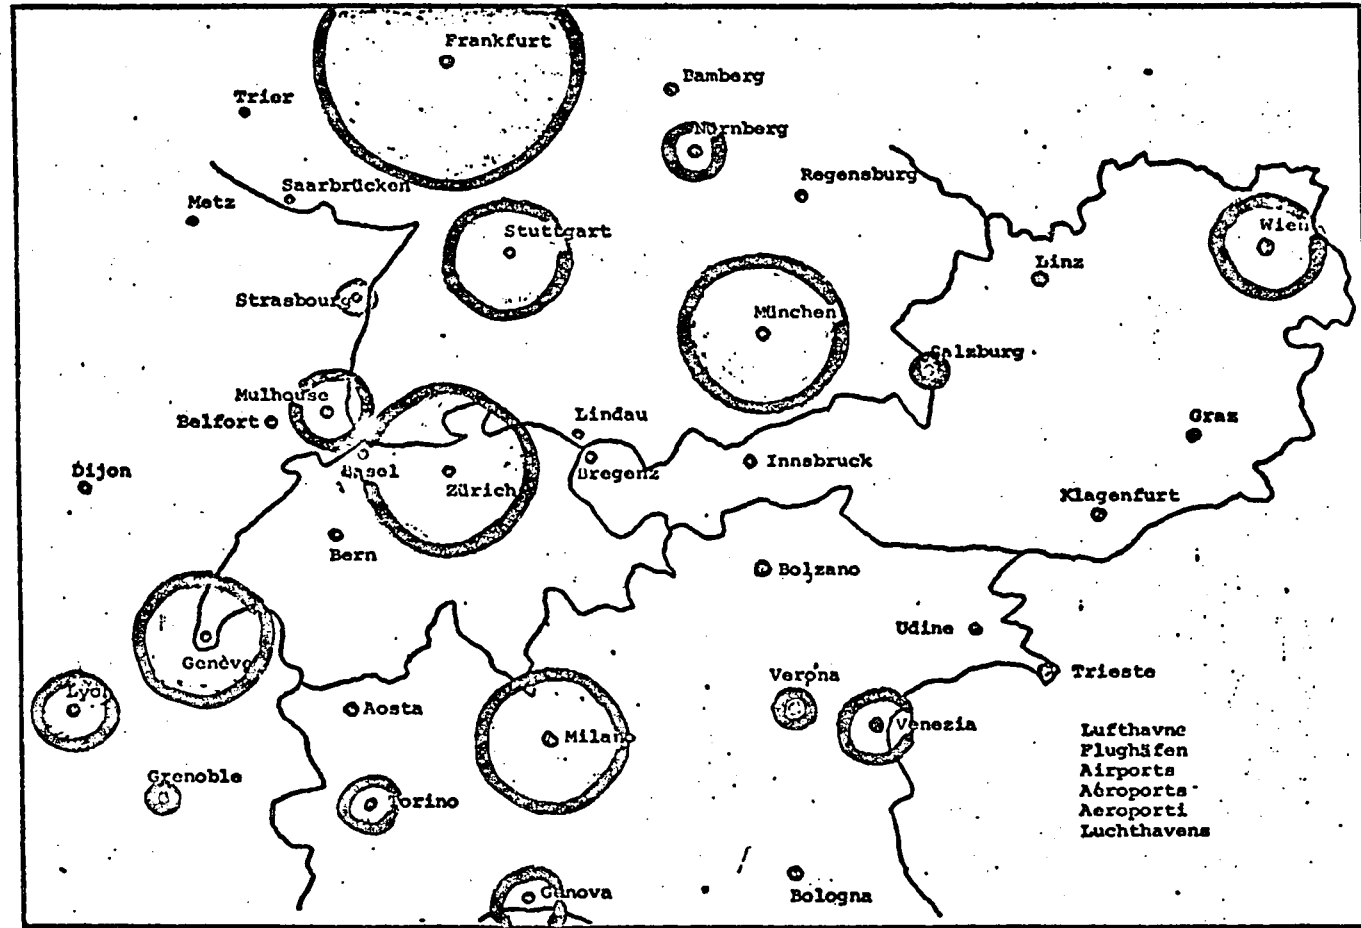 Frankfurt
Bamberg
Trier
Nürnberg
Saarbrücken
Regensburg
Metz
Stuttgart
Wien
Linz
Strasbourg
München
Salzburg
Mulhouse
Belfort
Lindau
Graz
Basel
Zürich
Bregenz
Innsbruck
Dijon
Klagenfurt
Bern
Bolzano
Udine
Genève
Trieste
Verona
Lyon
Aosta
Milano
Venezia
Grenoble
Torino
Genova
Bologna
Lufthavne
Flughäfen
Airports
Aéroports
Aeroporti
Luchthavens